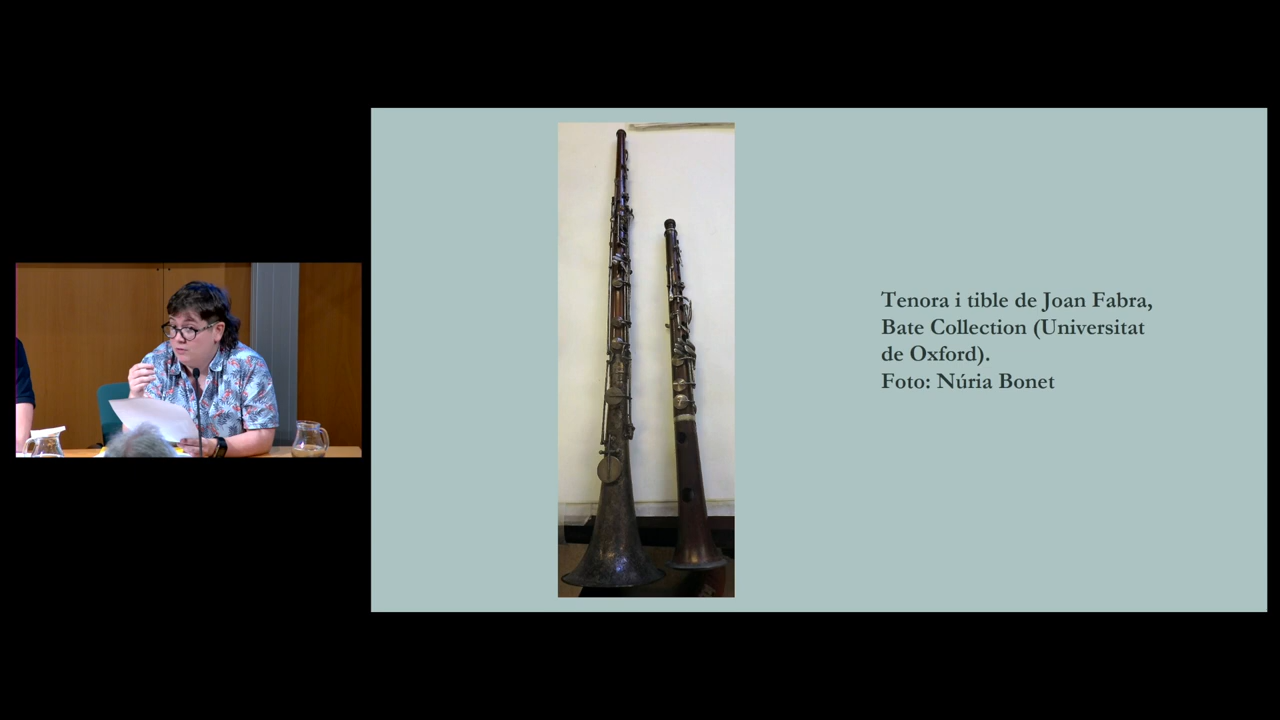 Tenora i tible de Joan Fabra,
Bate Collection (Universitat
de Oxford).
Foto: Núria Bonet